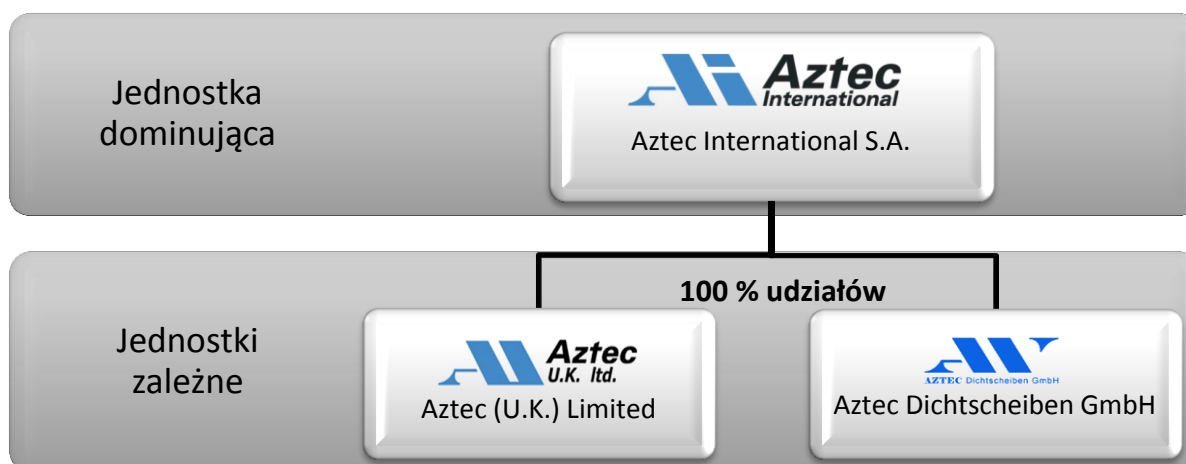 Jednostka
dominująca
Aztec
International
Aztec International S.A.
100 % udziałów
Jednostki
zależne
Aztec
U.K. ltd.
Aztec (U.K.) Limited
AZTEC Dichtscheiben GmbH
Aztec Dichtscheiben GmbH